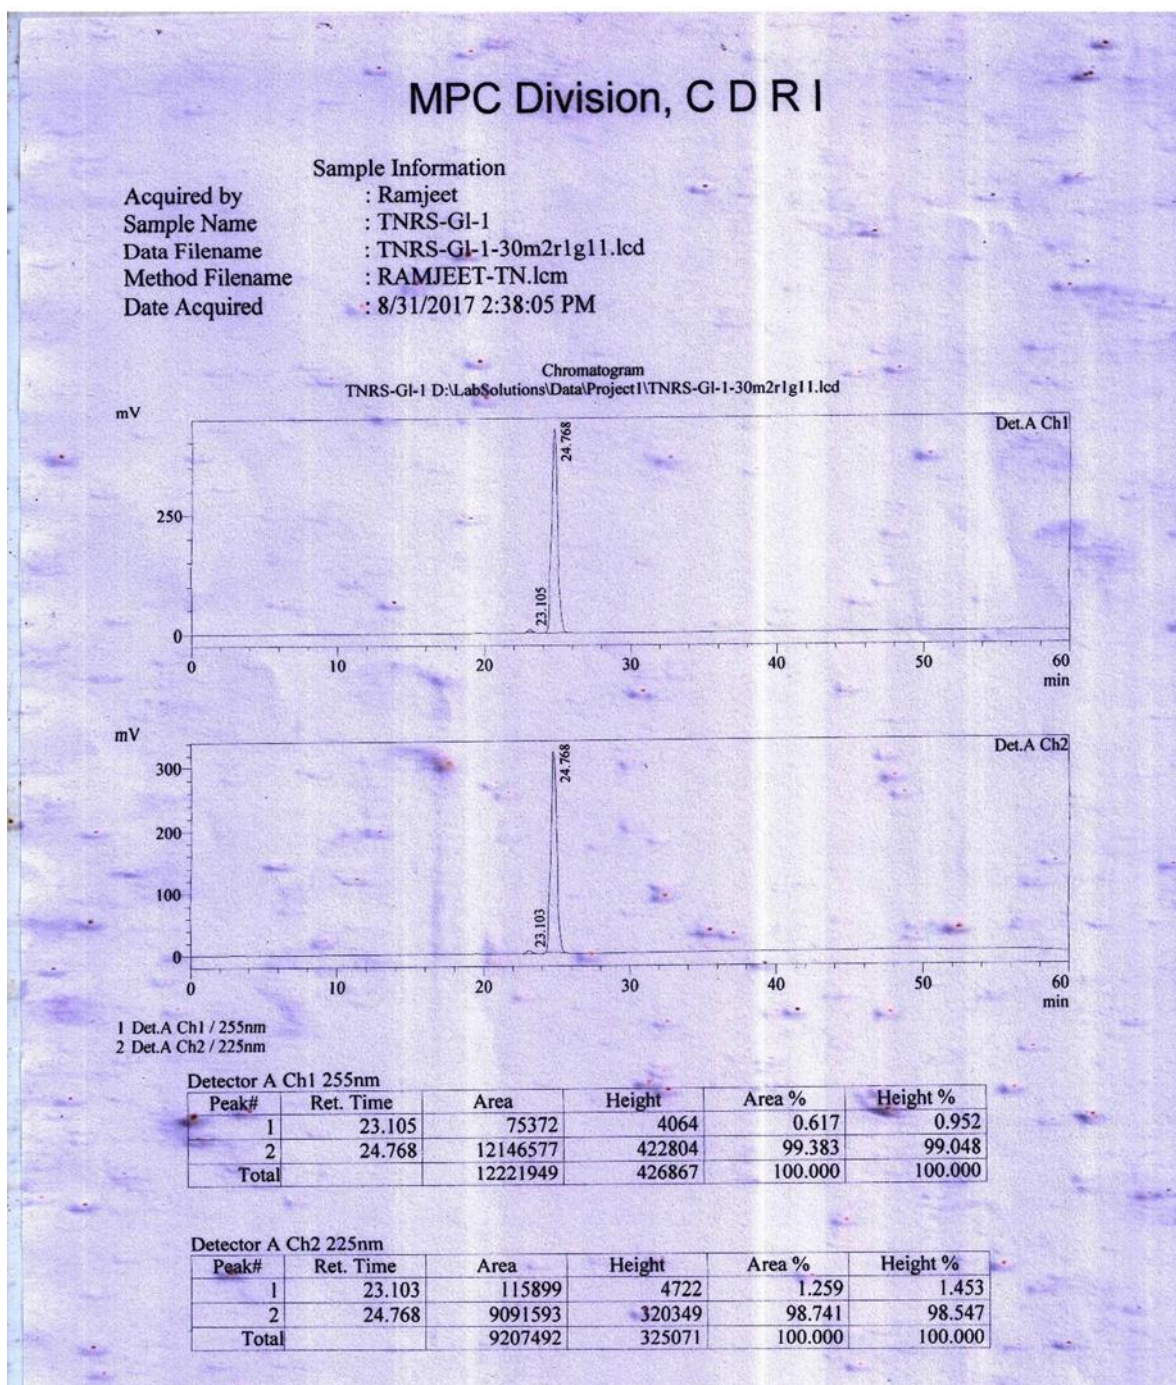 MPC Division, C D R I
Sample Information
Acquired by : Ramjeet
Sample Name : TNRS-Gl-1
Data Filename : TNRS-Gl-1-30m2r1g11.lcd
Method Filename : RAMJEET-TN.lcm
Date Acquired : 8/31/2017 2:38:05 PM
Chromatogram
TNRS-Gl-1 D:\LabSolutions\Data\Project1\TNRS-Gl-1-30m2r1g11.lcd
mV
Det.A Ch1
24.768
250
23.105
0
0 10 20 30 40 50 60
min
mV
Det.A Ch2
24.768
300
200
100
23.103
0
0 10 20 30 40 50 60
min
1 Det.A Ch1 / 255nm
2 Det.A Ch2 / 225nm
Detector A Ch1 255nm
Peak# Ret. Time Area Height Area % Height %
1 23.105 75372 4064 0.617 0.952
2 24.768 12146577 422804 99.383 99.048
Total 12221949 426867 100.000 100.000
Detector A Ch2 225nm
Peak# Ret. Time Area Height Area % Height %
1 23.103 115899 4722 1.259 1.453
2 24.768 9091593 320349 98.741 98.547
Total 9207492 325071 100.000 100.000